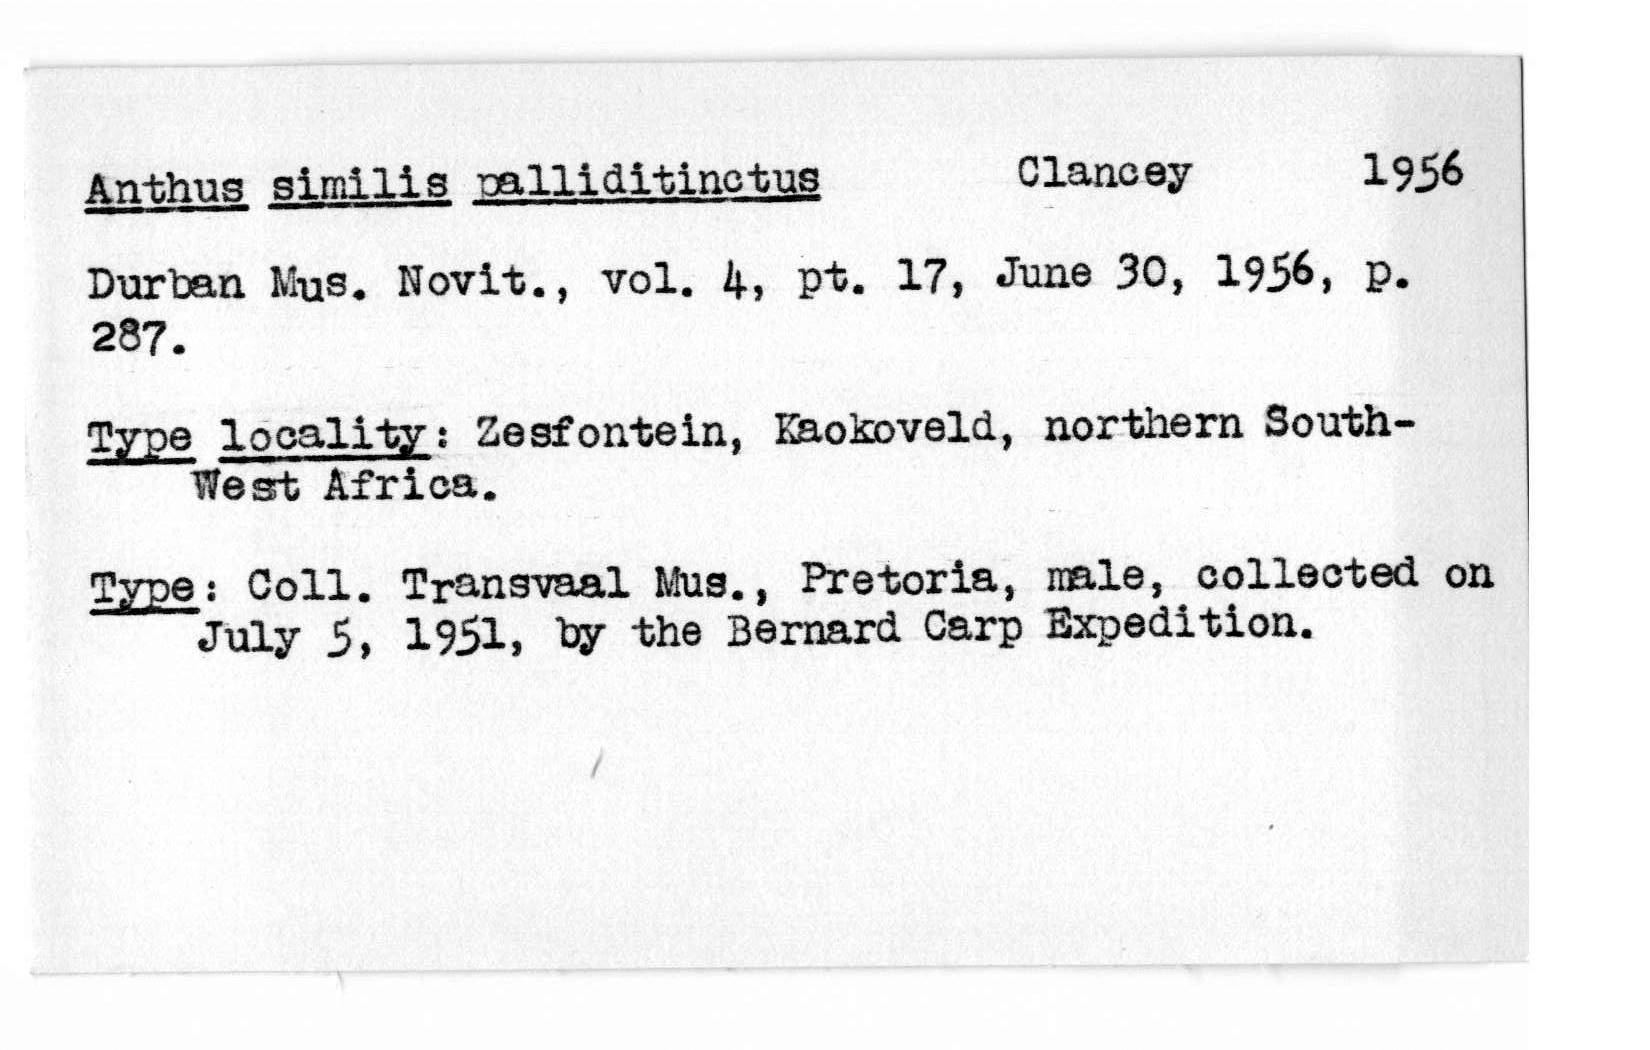 Anthus similis palliditinctus Clancey 1956
Durban Mus. Novit., vol. 4, pt. 17, June 30, 1956, p.
287.
Type locality: Zesfontein, Kaokoveld, northern South-
West Africa.
Type: Coll. Transvaal Mus., Pretoria, male, collected on
July 5, 1951, by the Bernard Carp Expedition.